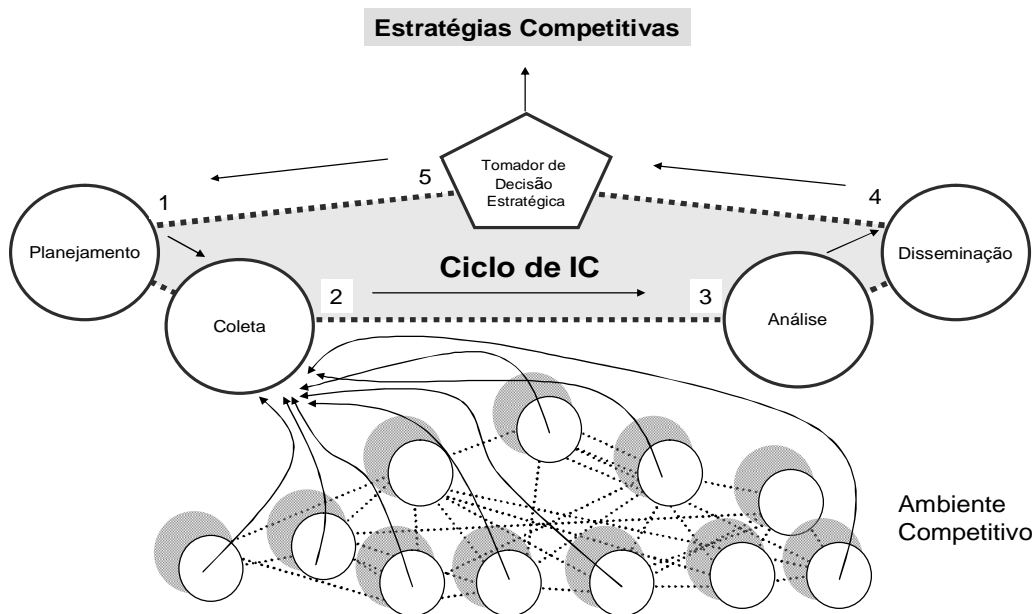 Estratégias Competitivas
Tomador de
Decisão
Estratégica
1
5
4
Planejamento
Disseminação
Ciclo de IC
2
3
Coleta
Análise
Ambiente
Competitivo